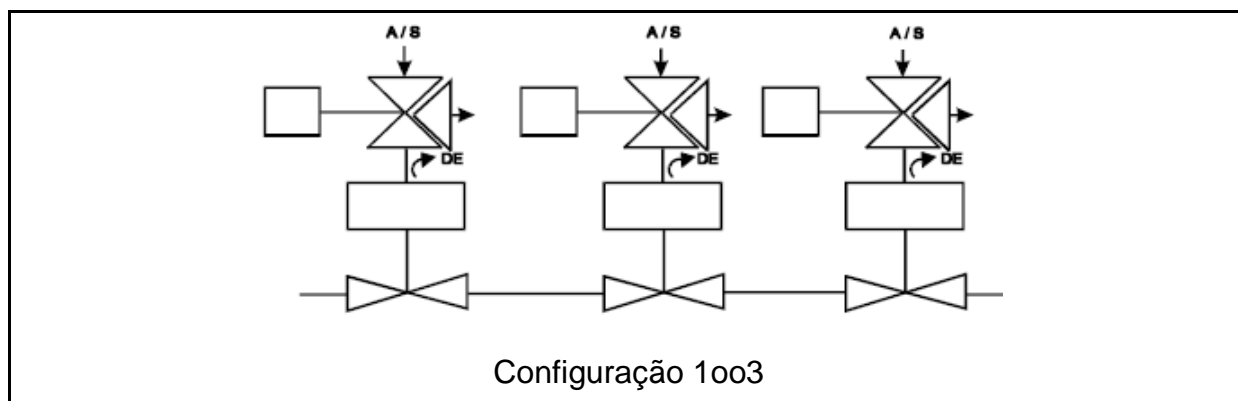 A / S A / S A / S
DE DE DE
Configuração 1oo3